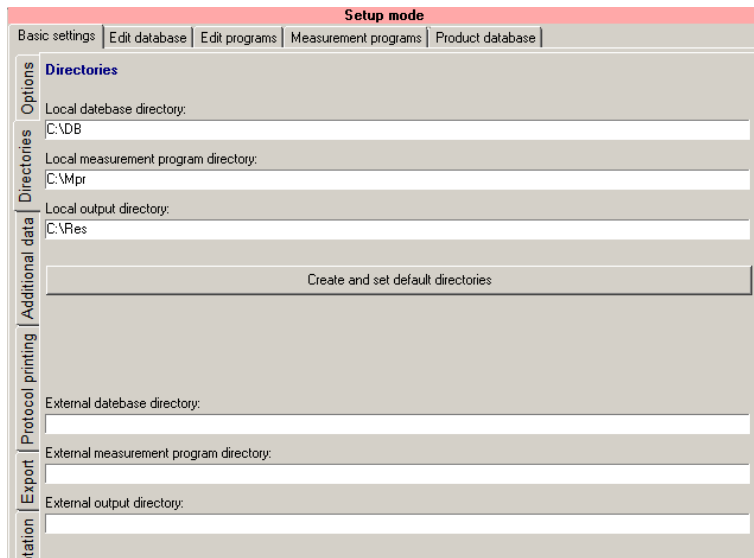 Setup mode
Basic settings Edit database Edit programs Measurement programs Product database
Options
Directories
Additional data
Protocol printing
Export
Directories
Local datebase directory:
C:\DB
Local measurement program directory:
C:\Mpr
Local output directory:
C:\Res
Create and set default directories
External datebase directory:
External measurement program directory:
External output directory: